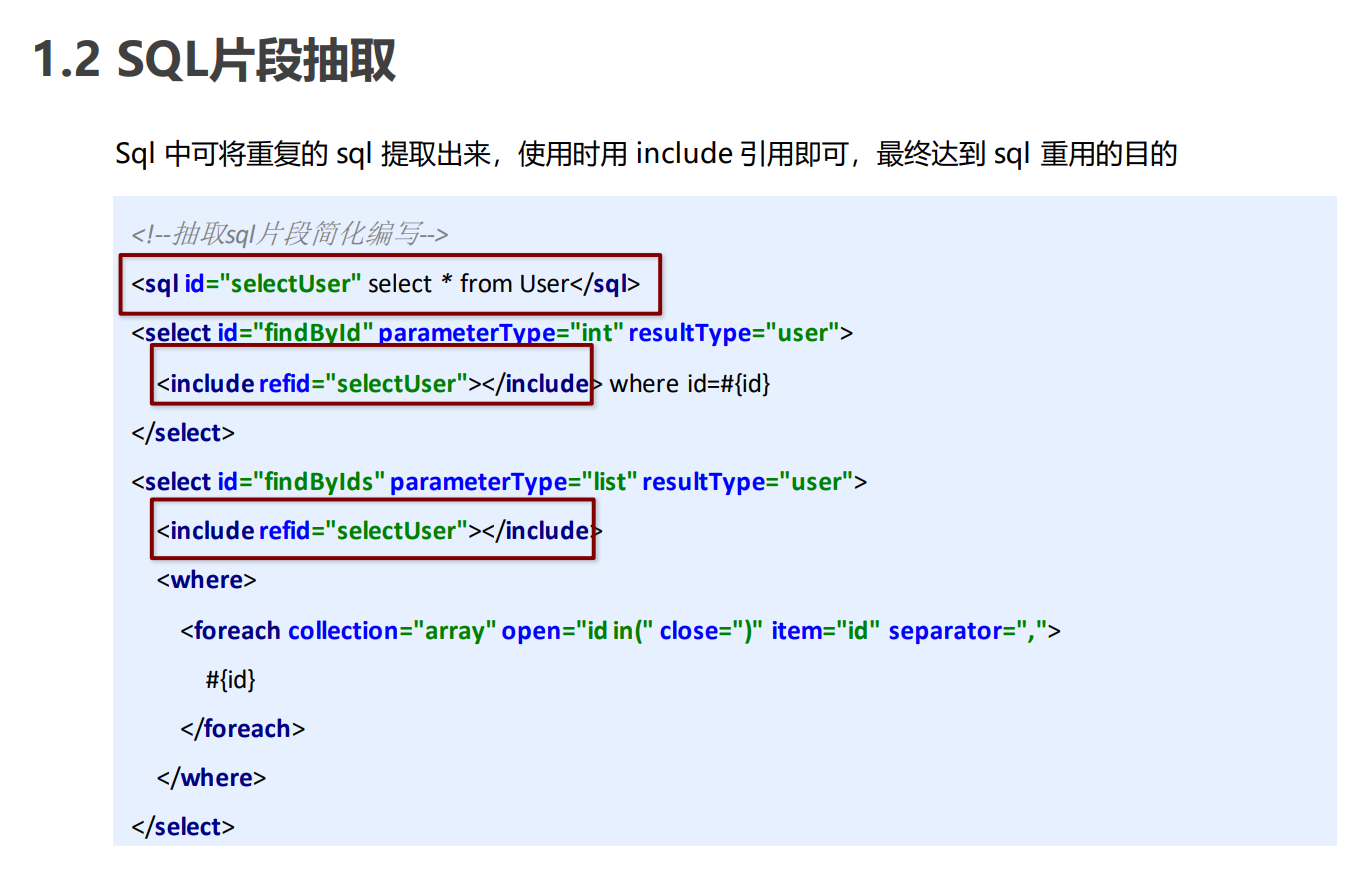 1.2 SQL片段抽取
Sql 中可将重复的 sql 提取出来，使用时用 include 引用即可，最终达到 sql 重用的目的
<!--抽取sql片段简化编写-->
<sql id="selectUser" select * from User</sql>
<select id="findById" parameterType="int" resultType="user">
<include refid="selectUser"></include> where id=#{id}
</select>
<select id="findByIds" parameterType="list" resultType="user">
<include refid="selectUser"></include>
<where>
<foreach collection="array" open="id in(" close=")" item="id" separator=",">
#{id}
</foreach>
</where>
</select>